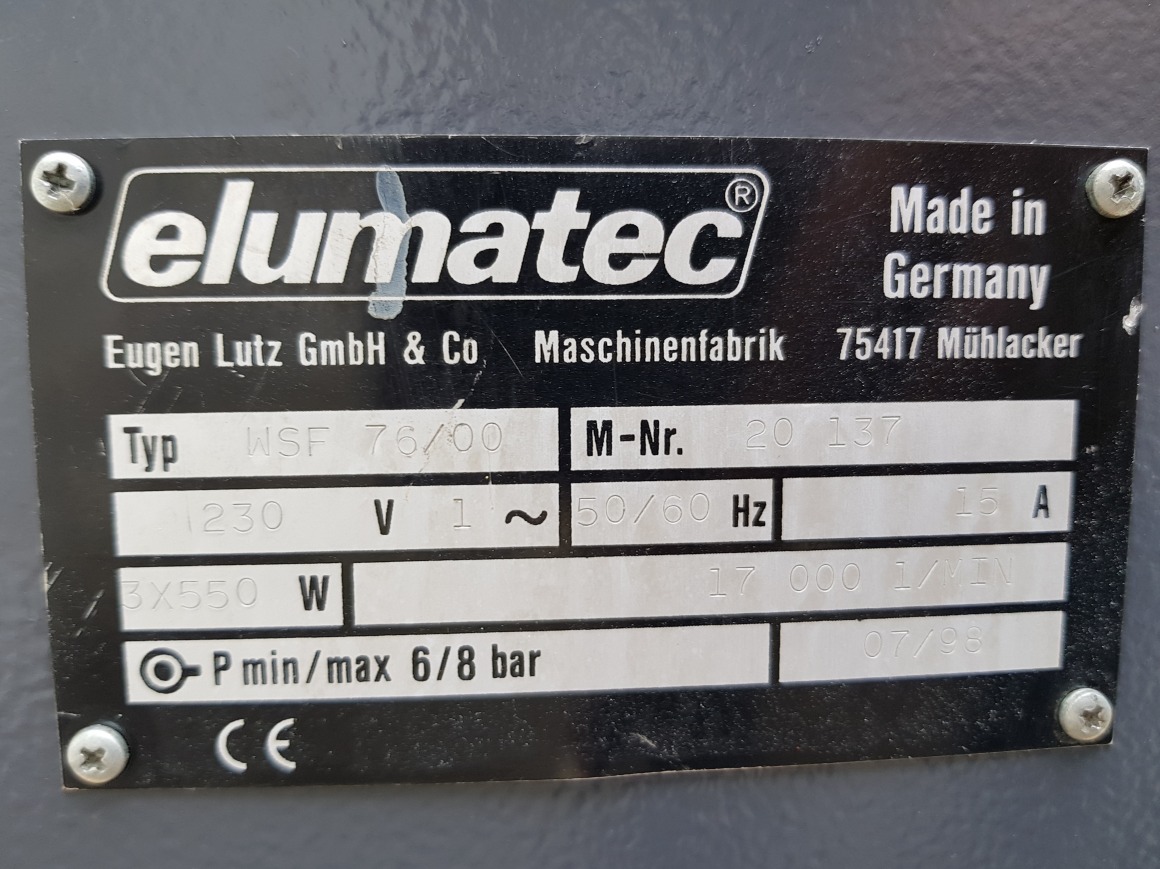 elumatec®
Made in
Germany
Eugen Lutz GmbH & Co Maschinenfabrik 75417 Mühlacker
Typ WSF 76/00 M-Nr. 20 137
230 V 1 ~ 50/60 Hz 15 A
3X550 W 17 000 1/MIN
P min/max 6/8 bar 07/98
CE